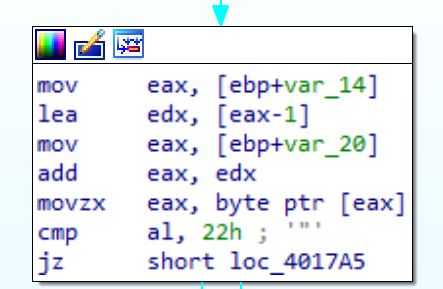 mov eax, [ebp+var_14]
lea edx, [eax-1]
mov eax, [ebp+var_20]
add eax, edx
movzx eax, byte ptr [eax]
cmp al, 22h ; '"'
jz short loc_4017A5